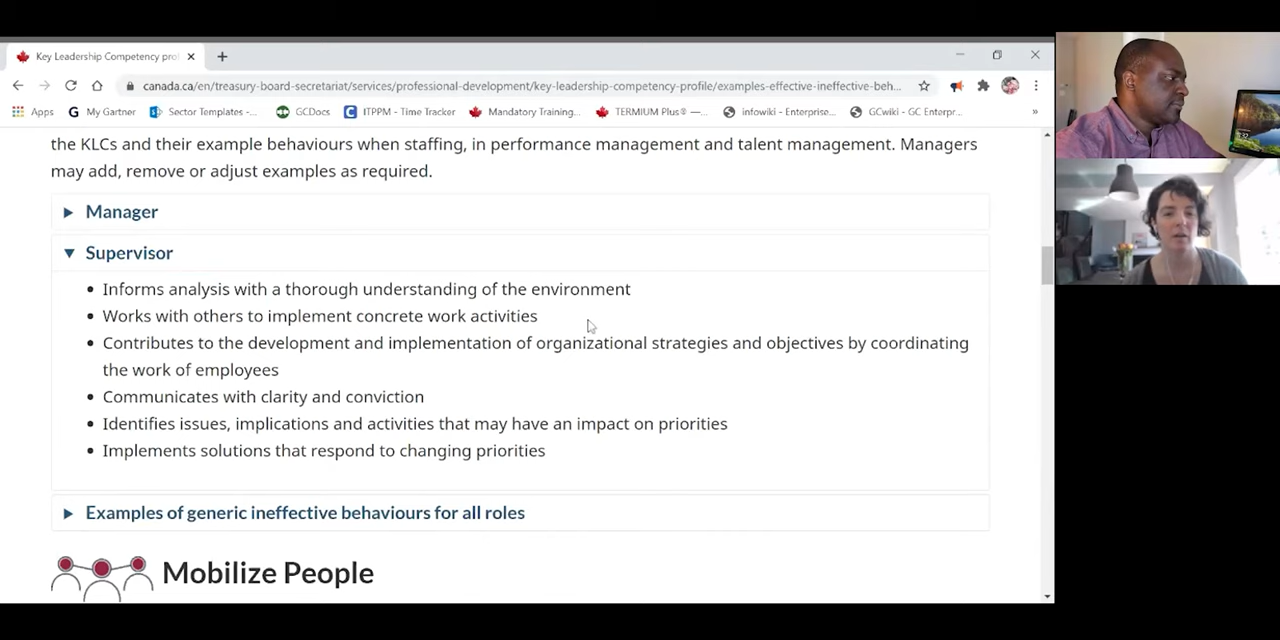 Key Leadership Competency pro
canada.ca/en/treasury-board-secretariat/services/professional-development/key-leadership-competency-profile/examples-effective-ineffective-beh...
Apps My Gartner Sector Templates -... GCDocs ITPPM - Time Tracker Mandatory Training... TERMIUM Plus® —... infowiki - Enterprise... GCwiki - GC Enterpr... »
the KLCs and their example behaviours when staffing, in performance management and talent management. Managers
may add, remove or adjust examples as required.
Manager
Supervisor
• Informs analysis with a thorough understanding of the environment
• Works with others to implement concrete work activities
• Contributes to the development and implementation of organizational strategies and objectives by coordinating
the work of employees
• Communicates with clarity and conviction
• Identifies issues, implications and activities that may have an impact on priorities
• Implements solutions that respond to changing priorities
Examples of generic ineffective behaviours for all roles
Mobilize People